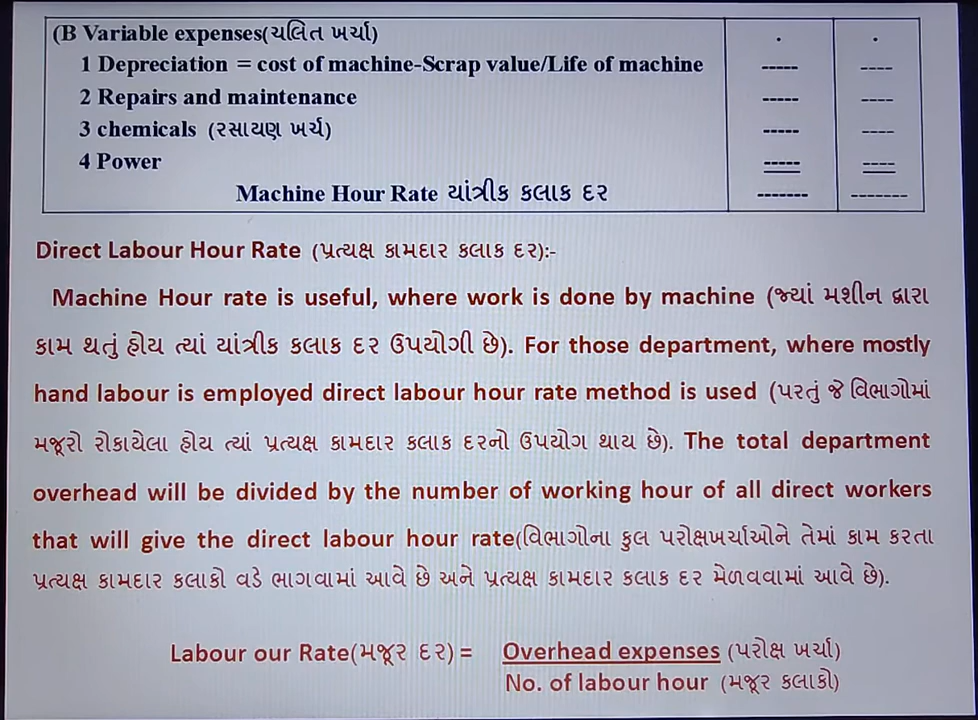 (B Variable expenses(ચલિત ખર્ચા) . .
1 Depreciation = cost of machine-Scrap value/Life of machine ----- ----
2 Repairs and maintenance ----- ----
3 chemicals (રસાયણ ખર્ચ) ----- ----
4 Power ----- ----
Machine Hour Rate યાંત્રીક કલાક દર ------- --------
Direct Labour Hour Rate (પ્રત્યક્ષ કામદાર કલાક દર):-
Machine Hour rate is useful, where work is done by machine (જ્યાં મશીન દ્વારા
કામ થતું હોય ત્યાં યાંત્રીક કલાક દર ઉપયોગી છે). For those department, where mostly
hand labour is employed direct labour hour rate method is used (પરતું જે વિભાગોમાં
મજૂરો રોકાયેલા હોય ત્યાં પ્રત્યક્ષ કામદાર કલાક દરનો ઉપયોગ થાય છે). The total department
overhead will be divided by the number of working hour of all direct workers
that will give the direct labour hour rate(વિભાગોના કુલ પરોક્ષખર્ચાઓને તેમાં કામ કરતા
પ્રત્યક્ષ કામદાર કલાકો વડે ભાગવામાં આવે છે અને પ્રત્યક્ષ કામદાર કલાક દર મેળવવામાં આવે છે).
Labour our Rate(મજૂર દર) = Overhead expenses (પરોક્ષ ખર્ચા)
No. of labour hour (મજૂર કલાકો)